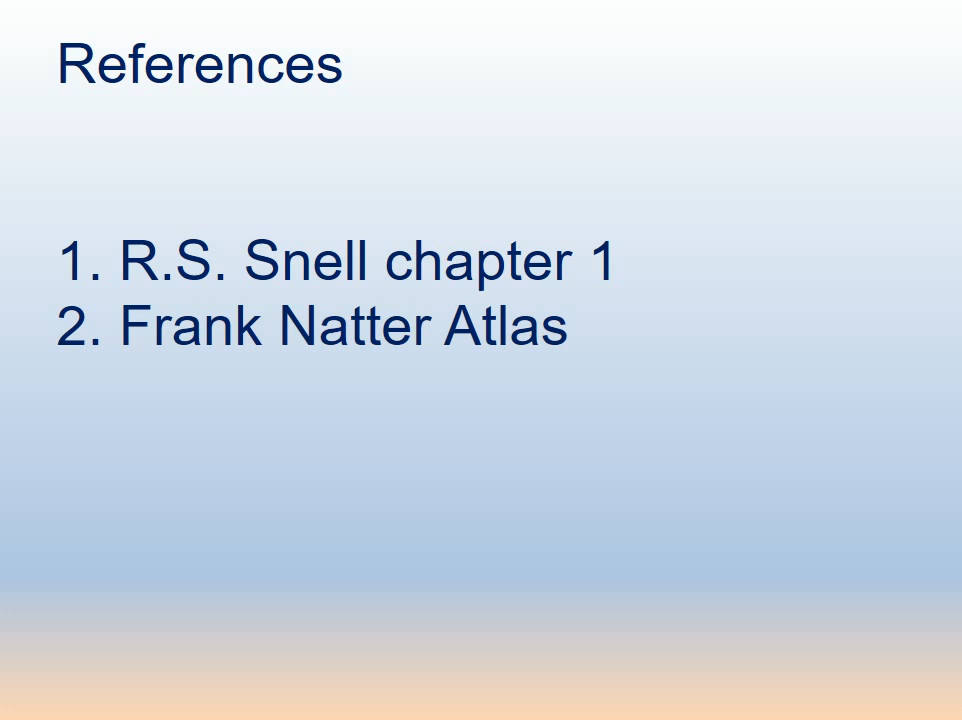 References
1. R.S. Snell chapter 1
2. Frank Natter Atlas